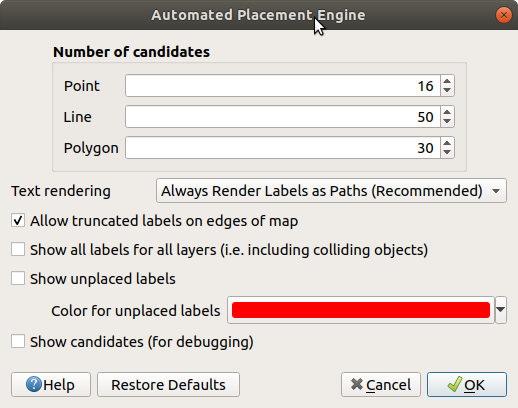 Automated Placement Engine
Number of candidates
Point 16
Line 50
Polygon 30
Text rendering Always Render Labels as Paths (Recommended)
Allow truncated labels on edges of map
Show all labels for all layers (i.e. including colliding objects)
Show unplaced labels
Color for unplaced labels
Show candidates (for debugging)
Help Restore Defaults Cancel OK